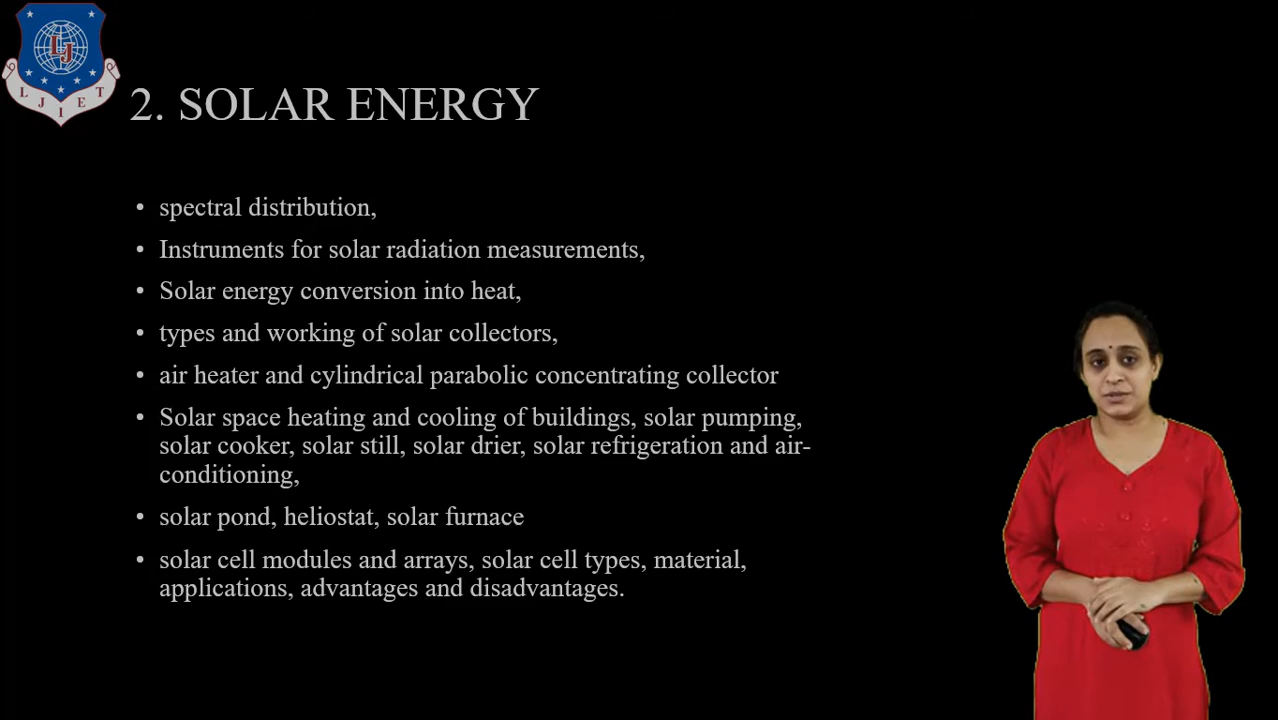 LJ
LJIET
2. SOLAR ENERGY
• spectral distribution,
• Instruments for solar radiation measurements,
• Solar energy conversion into heat,
• types and working of solar collectors,
• air heater and cylindrical parabolic concentrating collector
• Solar space heating and cooling of buildings, solar pumping,
solar cooker, solar still, solar drier, solar refrigeration and air-
conditioning,
• solar pond, heliostat, solar furnace
• solar cell modules and arrays, solar cell types, material,
applications, advantages and disadvantages.